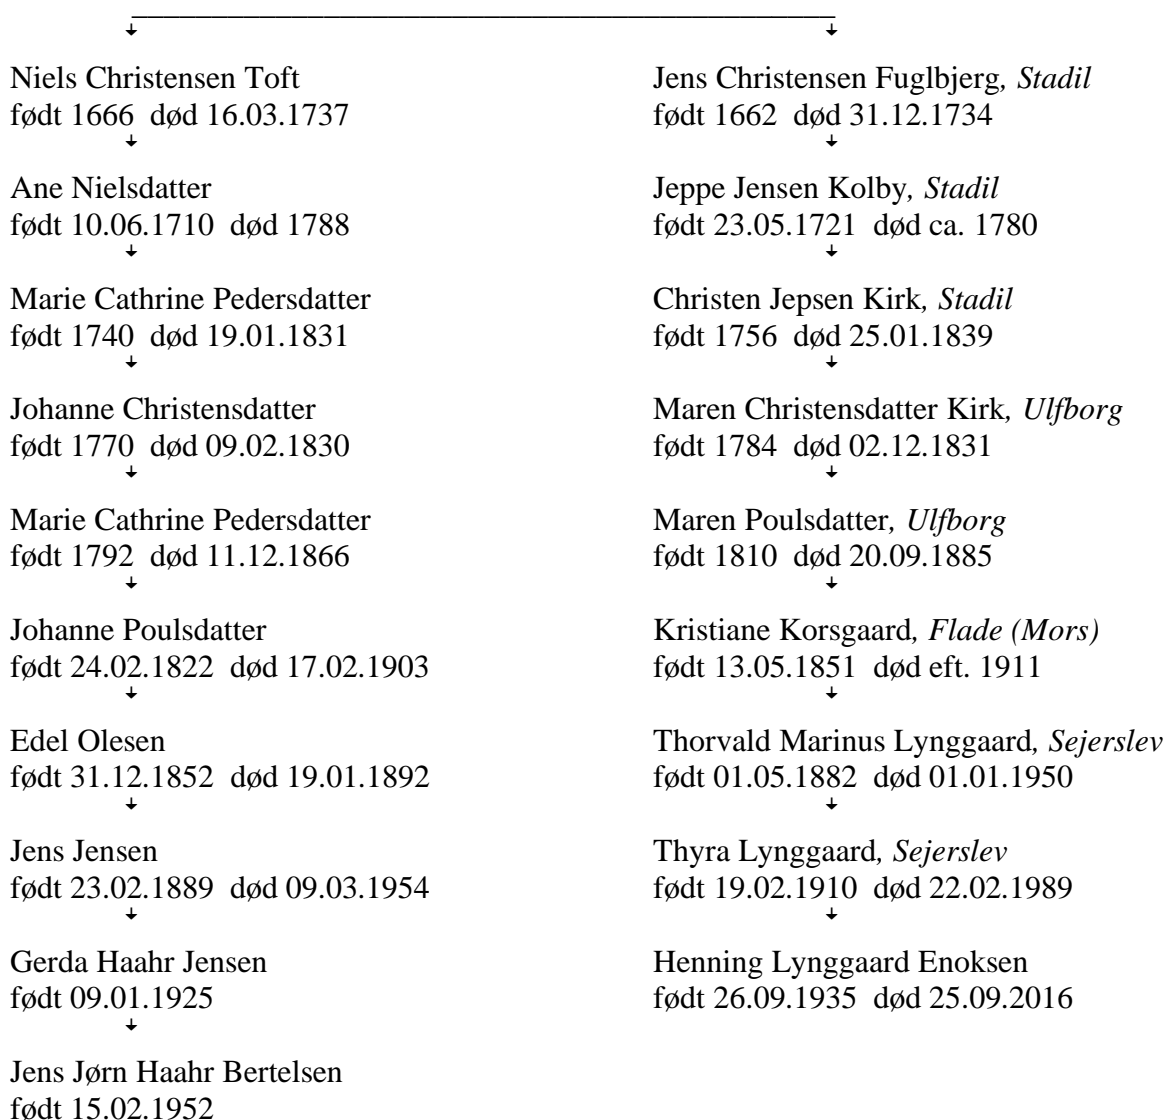 Niels Christensen Toft
født 1666 død 16.03.1737
Ane Nielsdatter
født 10.06.1710 død 1788
Marie Cathrine Pedersdatter
født 1740 død 19.01.1831
Johanne Christensdatter
født 1770 død 09.02.1830
Marie Cathrine Pedersdatter
født 1792 død 11.12.1866
Johanne Poulsdatter
født 24.02.1822 død 17.02.1903
Edel Olesen
født 31.12.1852 død 19.01.1892
Jens Jensen
født 23.02.1889 død 09.03.1954
Gerda Haahr Jensen
født 09.01.1925
Jens Jørn Haahr Bertelsen
født 15.02.1952
Jens Christensen Fuglbjerg, Stadil
født 1662 død 31.12.1734
Jeppe Jensen Kolby, Stadil
født 23.05.1721 død ca. 1780
Christen Jepsen Kirk, Stadil
født 1756 død 25.01.1839
Maren Christensdatter Kirk, Ulfborg
født 1784 død 02.12.1831
Maren Poulsdatter, Ulfborg
født 1810 død 20.09.1885
Kristiane Korsgaard, Flade (Mors)
født 13.05.1851 død eft. 1911
Thorvald Marinus Lynggaard, Sejerslev
født 01.05.1882 død 01.01.1950
Thyra Lynggaard, Sejerslev
født 19.02.1910 død 22.02.1989
Henning Lynggaard Enoksen
født 26.09.1935 død 25.09.2016